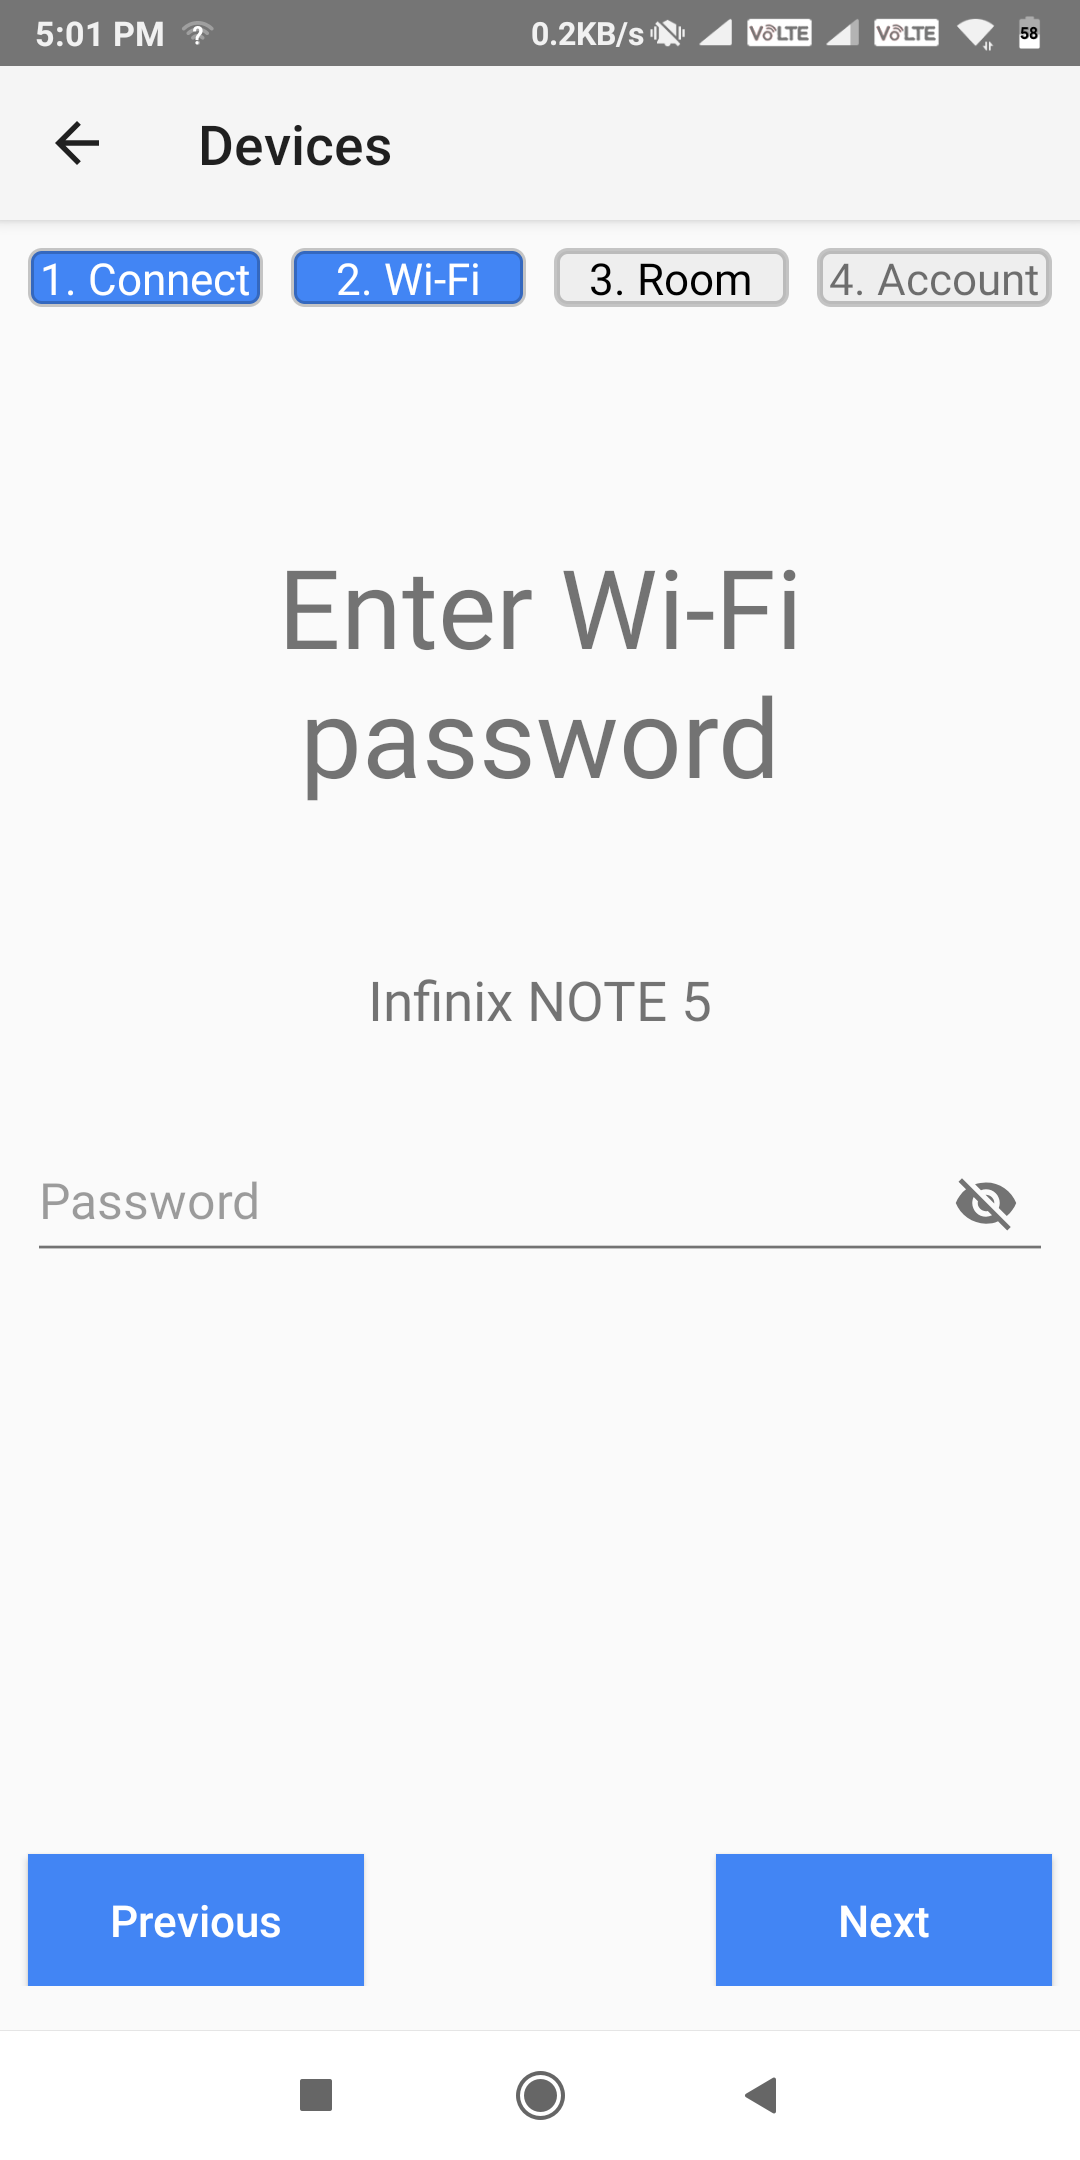 5:01 PM 0.2KB/s VoLTE VoLTE 58
Devices
1. Connect 2. Wi-Fi 3. Room 4. Account
Enter Wi-Fi
password
Infinix NOTE 5
Password
Previous Next